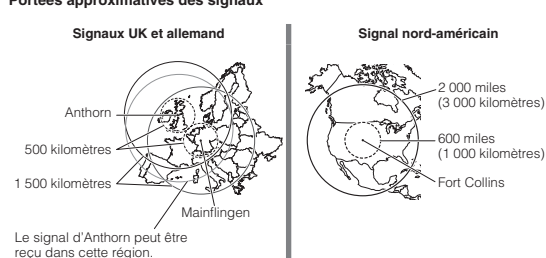 Portées approximatives des signaux
Signaux UK et allemand
Anthorn
500 kilomètres
1 500 kilomètres
Mainflingen
Le signal d'Anthorn peut être
reçu dans cette région.
Signal nord-américain
2 000 miles
(3 000 kilomètres)
600 miles
(1 000 kilomètres)
Fort Collins